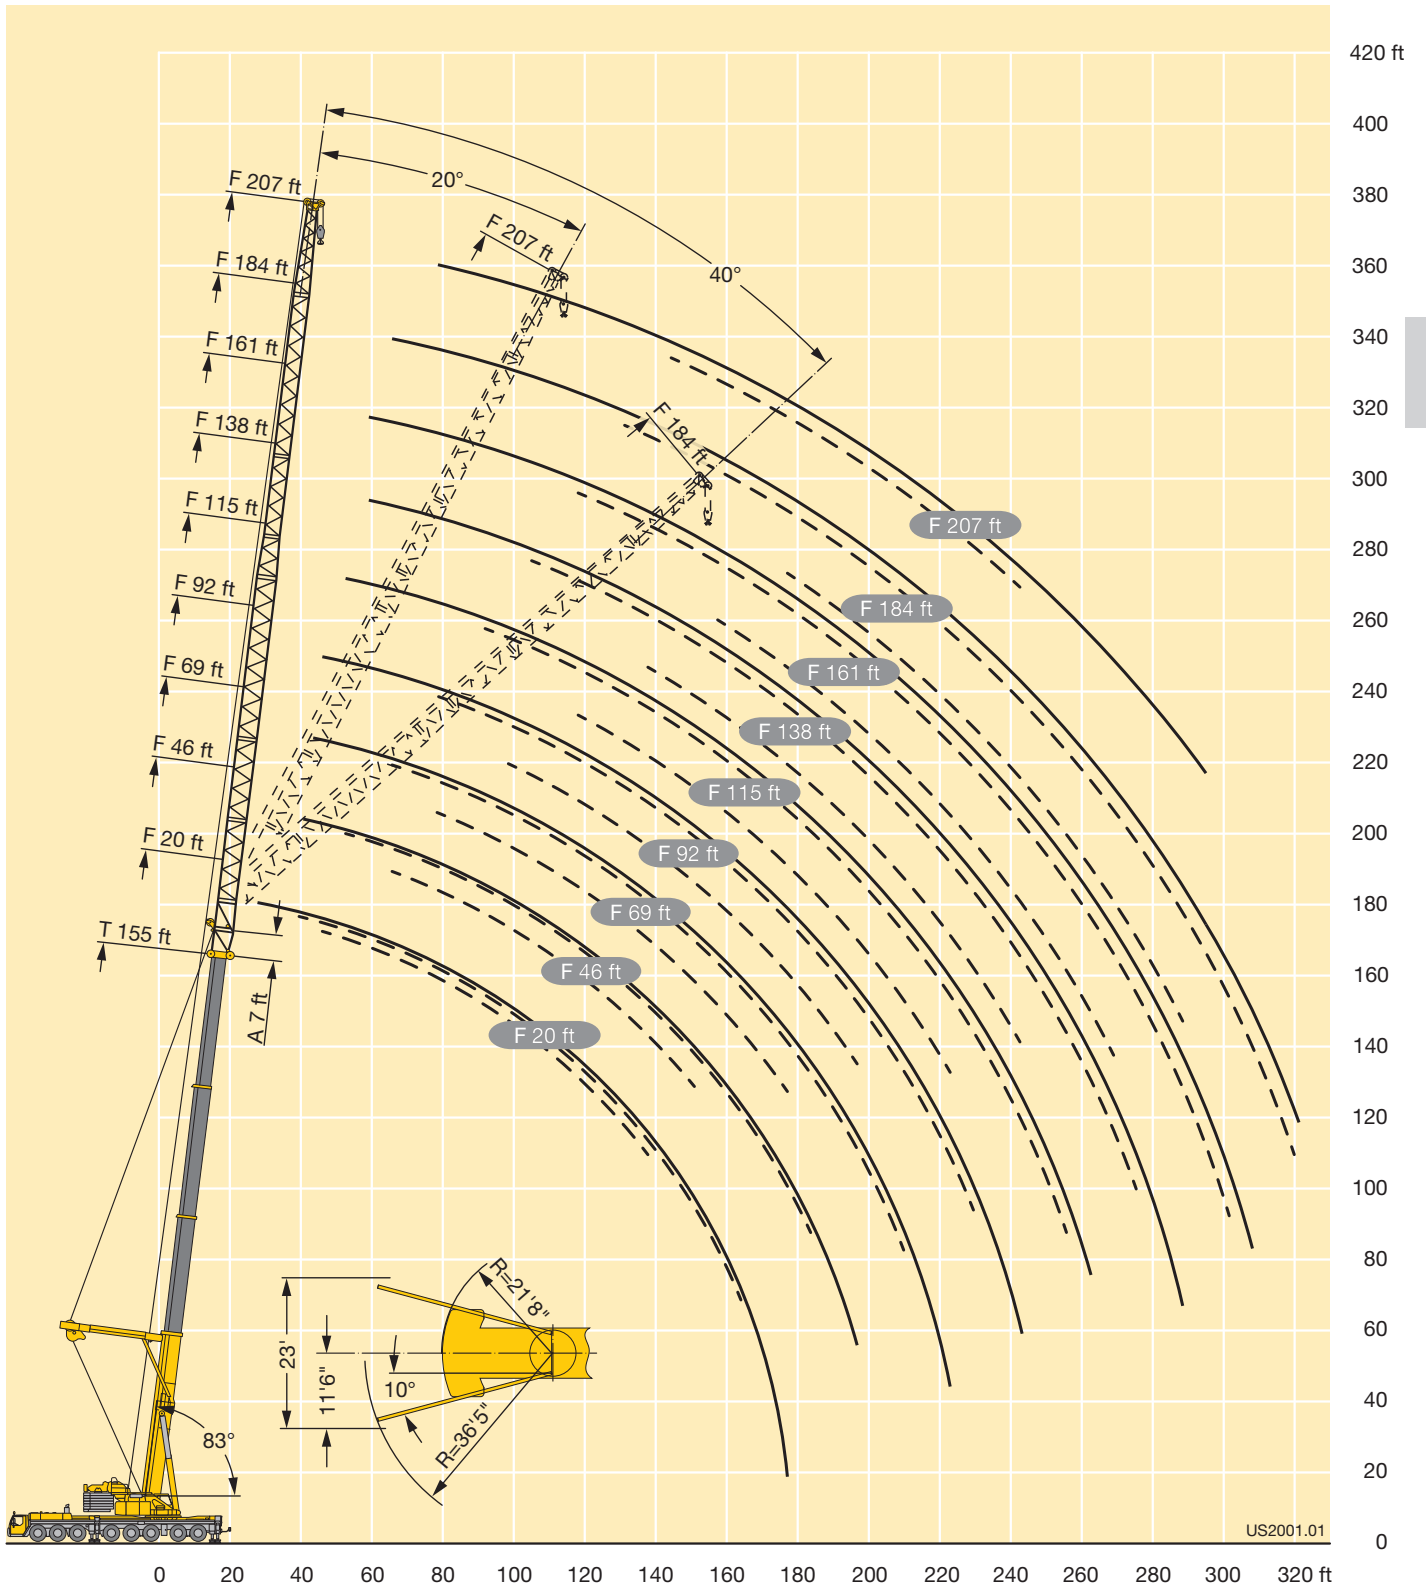 420 ft
400
380
360
340
320
300
280
260
240
220
200
180
160
140
120
100
80
60
40
20
0
20°
40°
F 207 ft
F 184 ft
F 161 ft
F 138 ft
F 115 ft
F 92 ft
F 69 ft
F 46 ft
F 20 ft
T 155 ft
A 7 ft
F 207 ft
F 184 ft
F 207 ft
F 184 ft
F 161 ft
F 138 ft
F 115 ft
F 92 ft
F 69 ft
F 46 ft
F 20 ft
R=21'8"
23'
11'6"
10°
R=36'5"
83°
US2001.01
0 20 40 60 80 100 120 140 160 180 200 220 240 260 280 300 320 ft